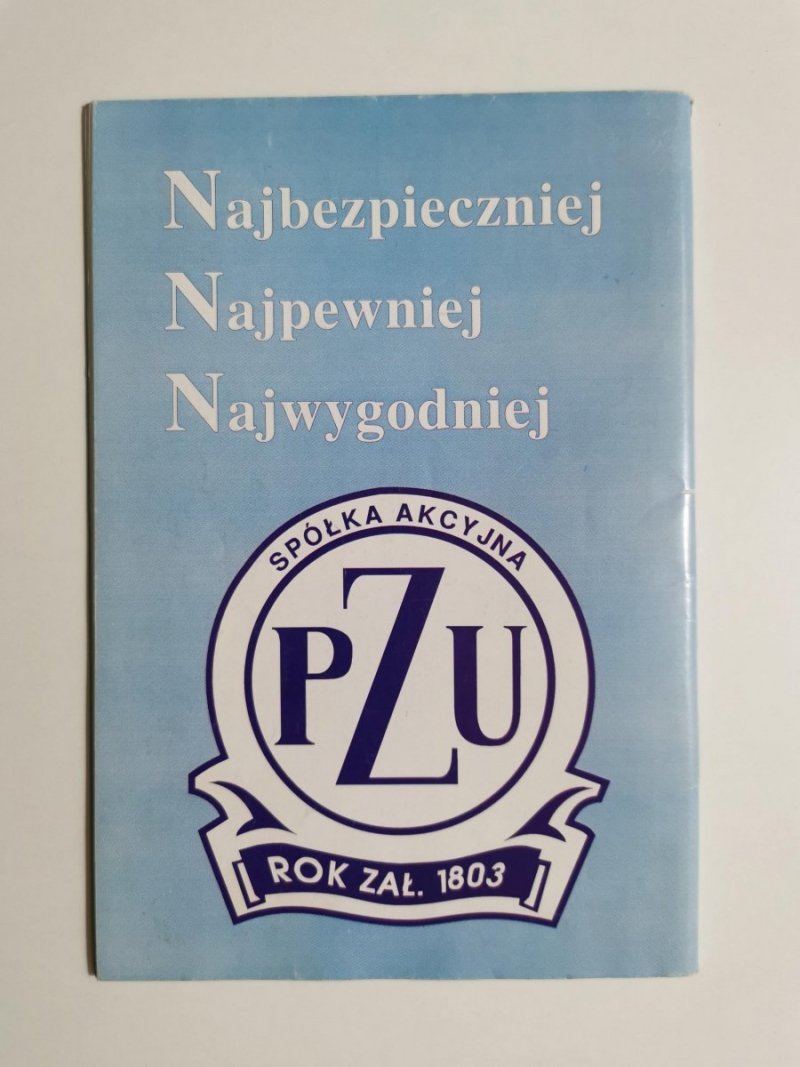 Najbezpieczniej
Najpewniej
Najwygodniej
SPÓŁKA AKCYJNA
PZU
ROK ZAŁ. 1803